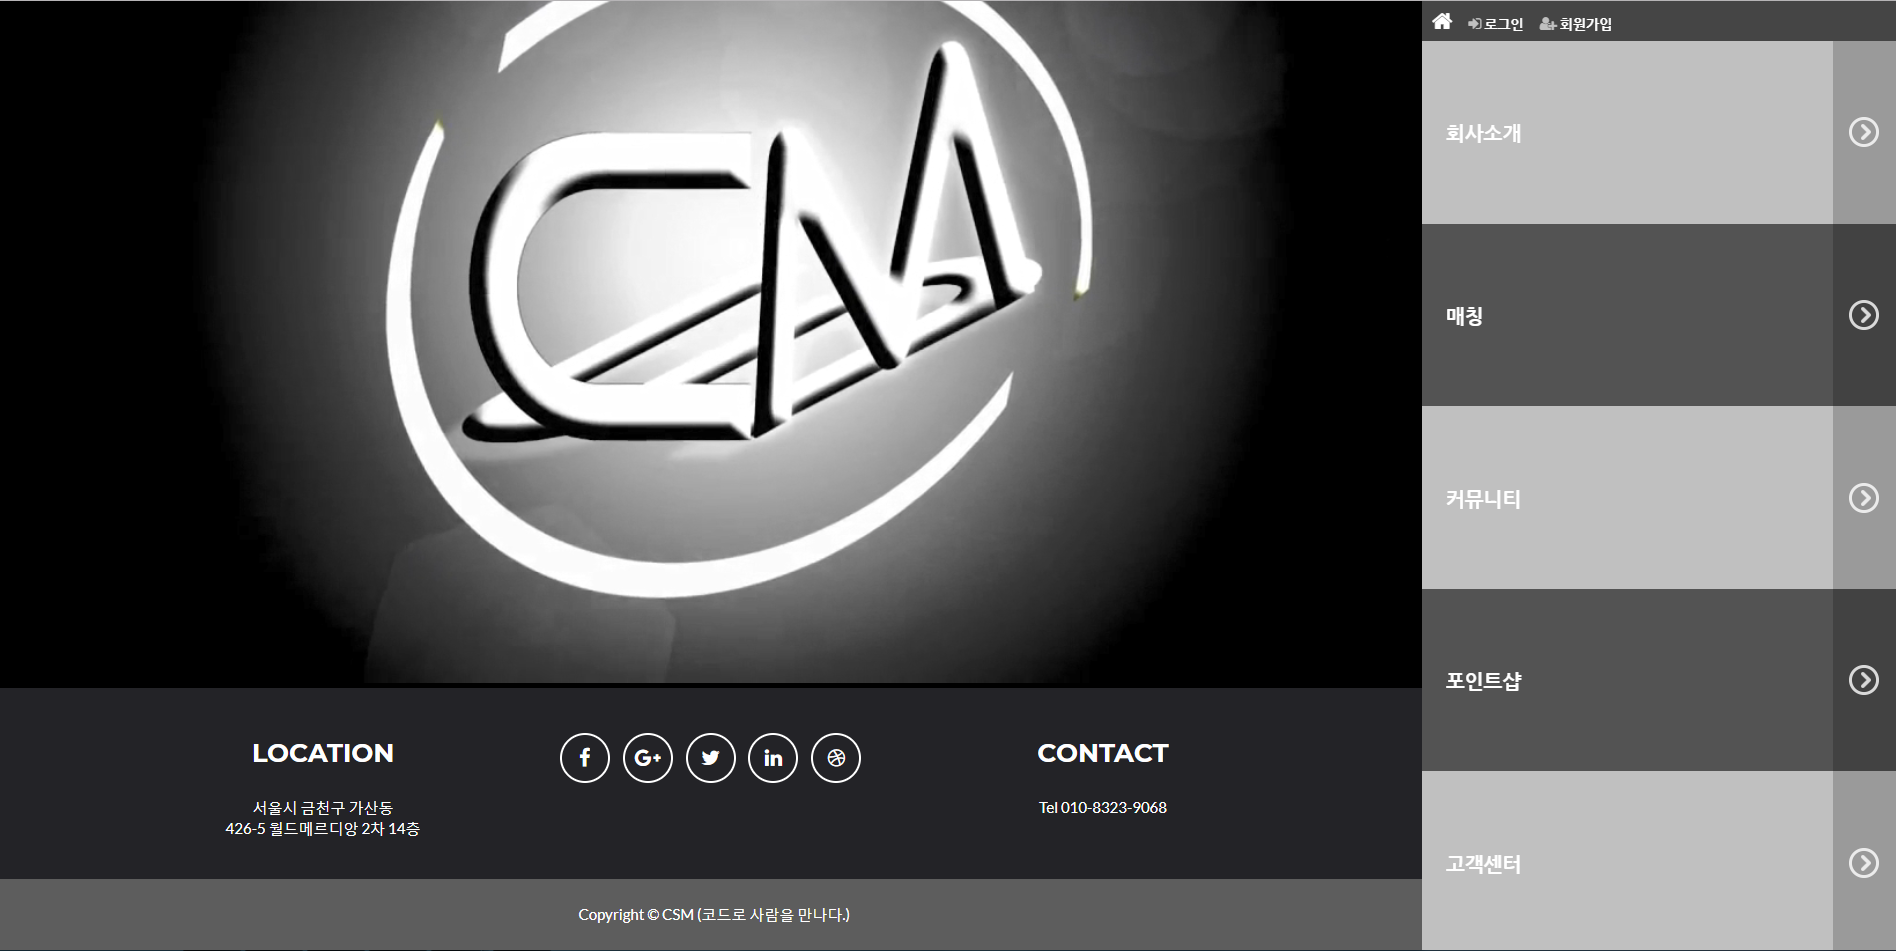 CM
로그인 회원가입
회사소개
매칭
커뮤니티
포인트샵
고객센터
LOCATION
서울시 금천구 가산동
426-5 월드메르디앙 2차 14층
f G+ in
CONTACT
Tel 010-8323-9068
Copyright © CSM (코드로 사람을 만나다.)